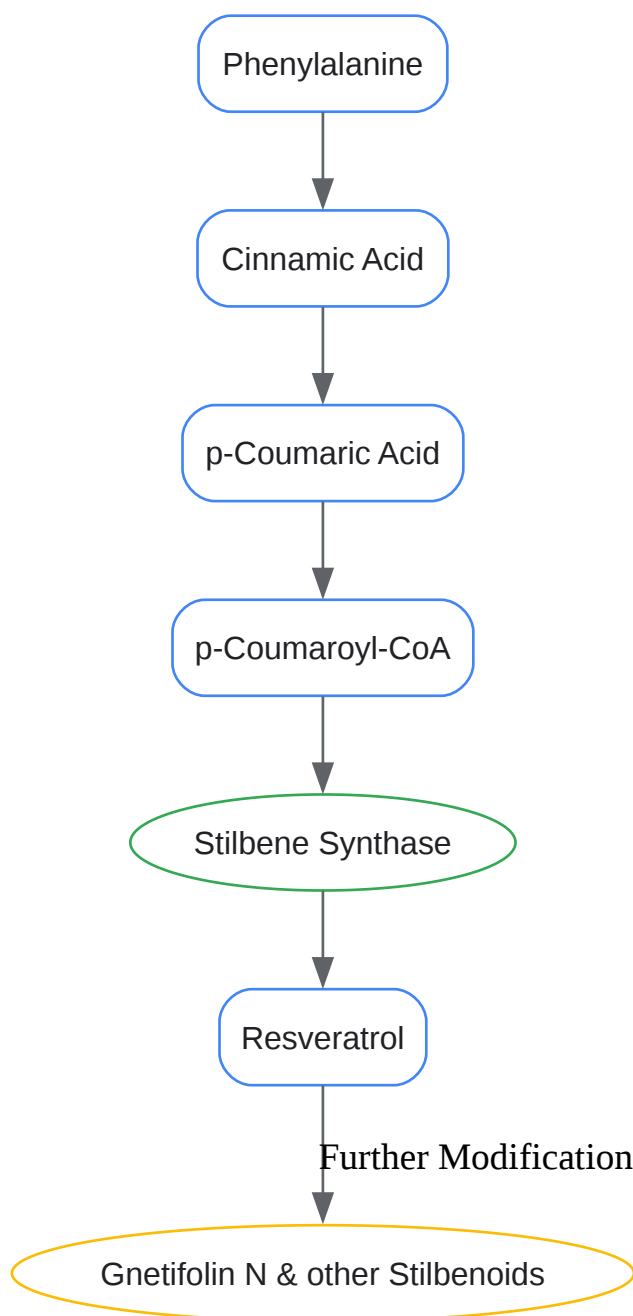 Phenylalanine
Cinnamic Acid
p-Coumaric Acid
p-Coumaroyl-CoA
Stilbene Synthase
Resveratrol
Further Modification
Gnetifolin N & other Stilbenoids